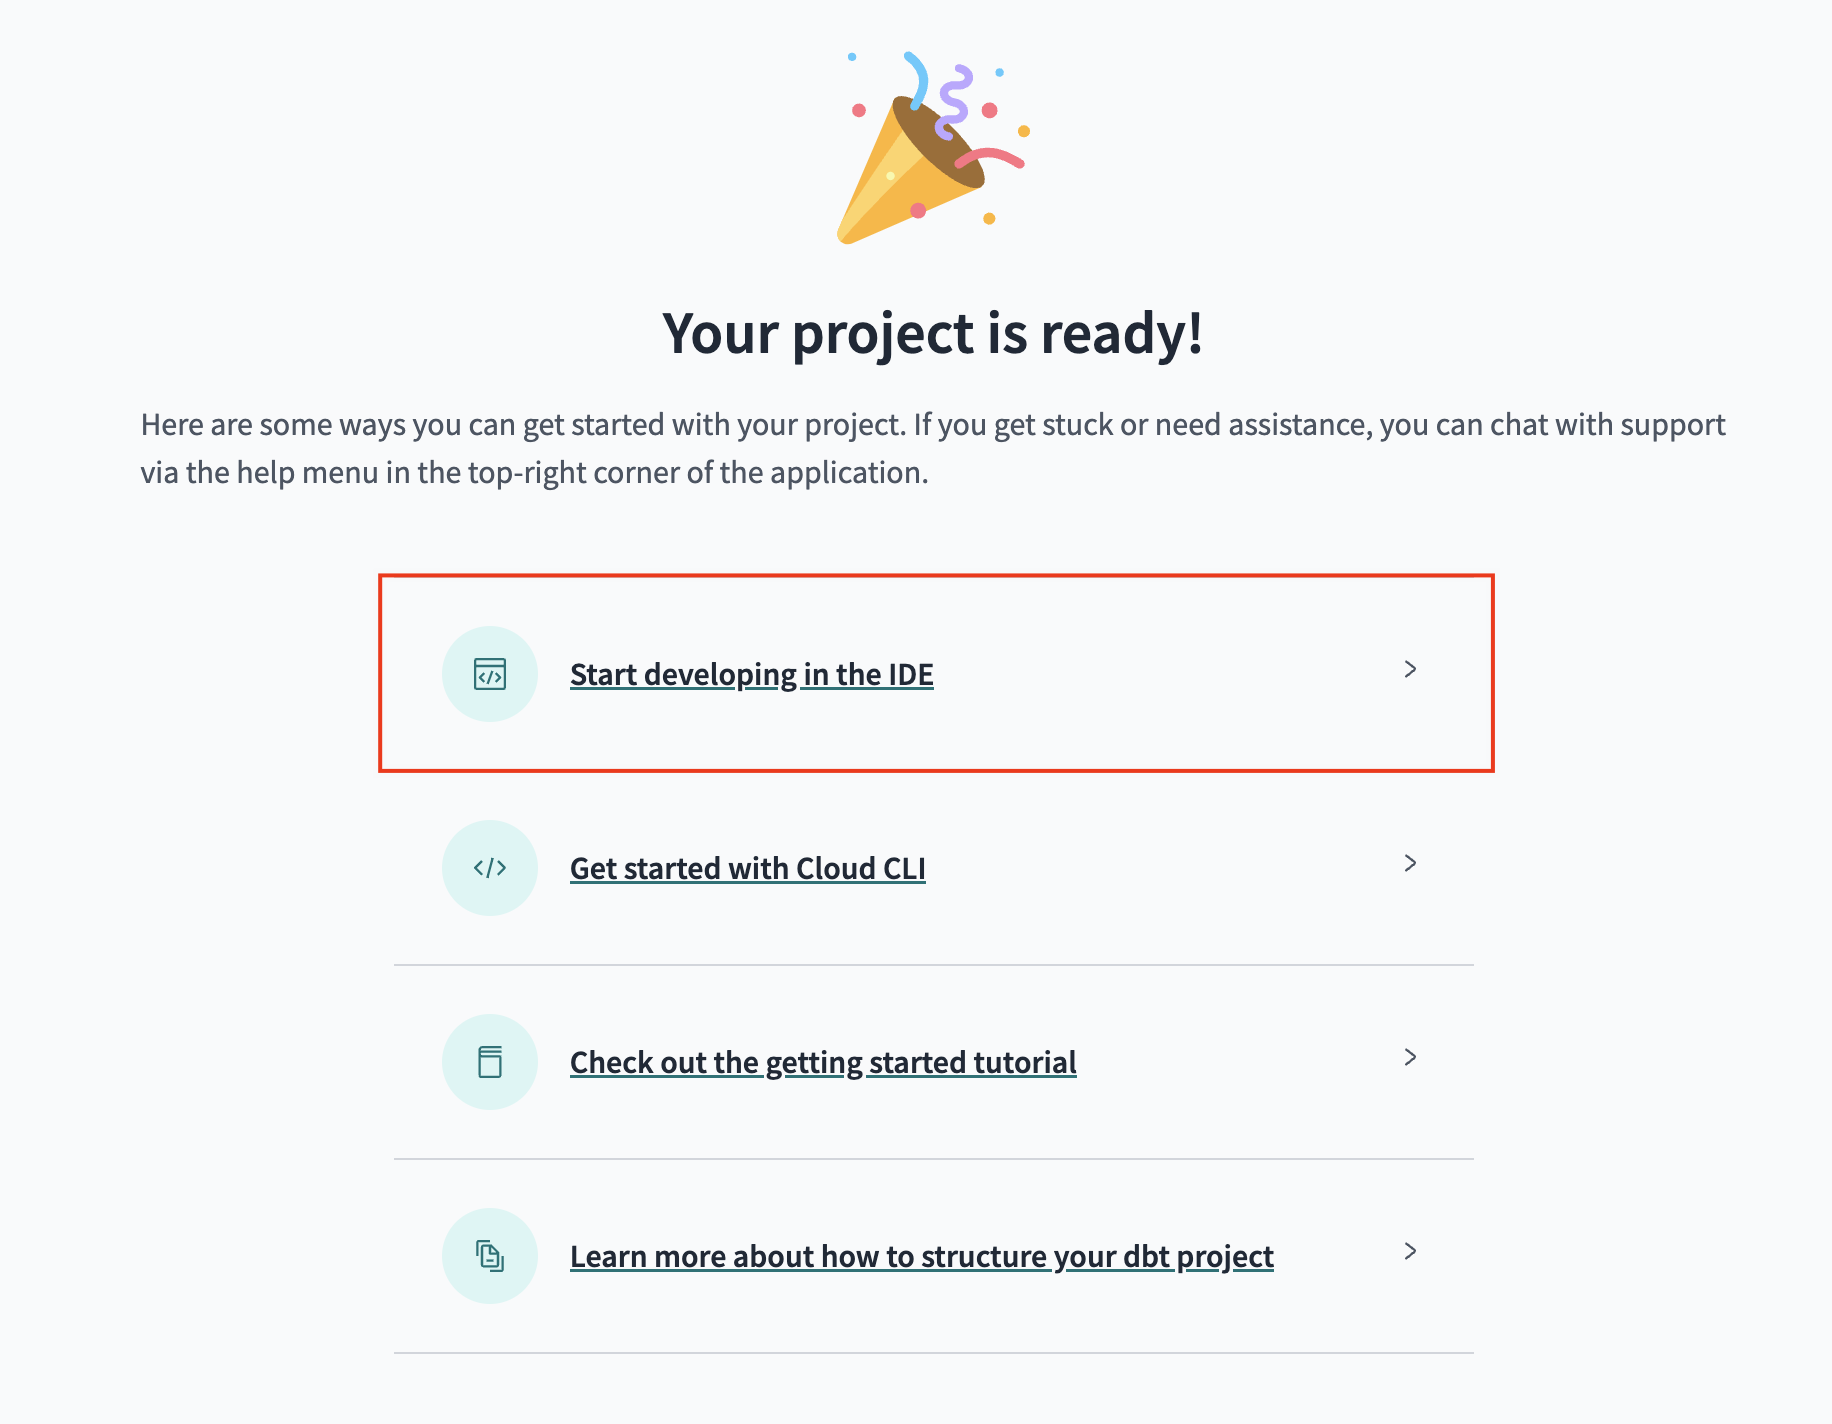 Your project is ready!
Here are some ways you can get started with your project. If you get stuck or need assistance, you can chat with support
via the help menu in the top-right corner of the application.
Start developing in the IDE
Get started with Cloud CLI
Check out the getting started tutorial
Learn more about how to structure your dbt project